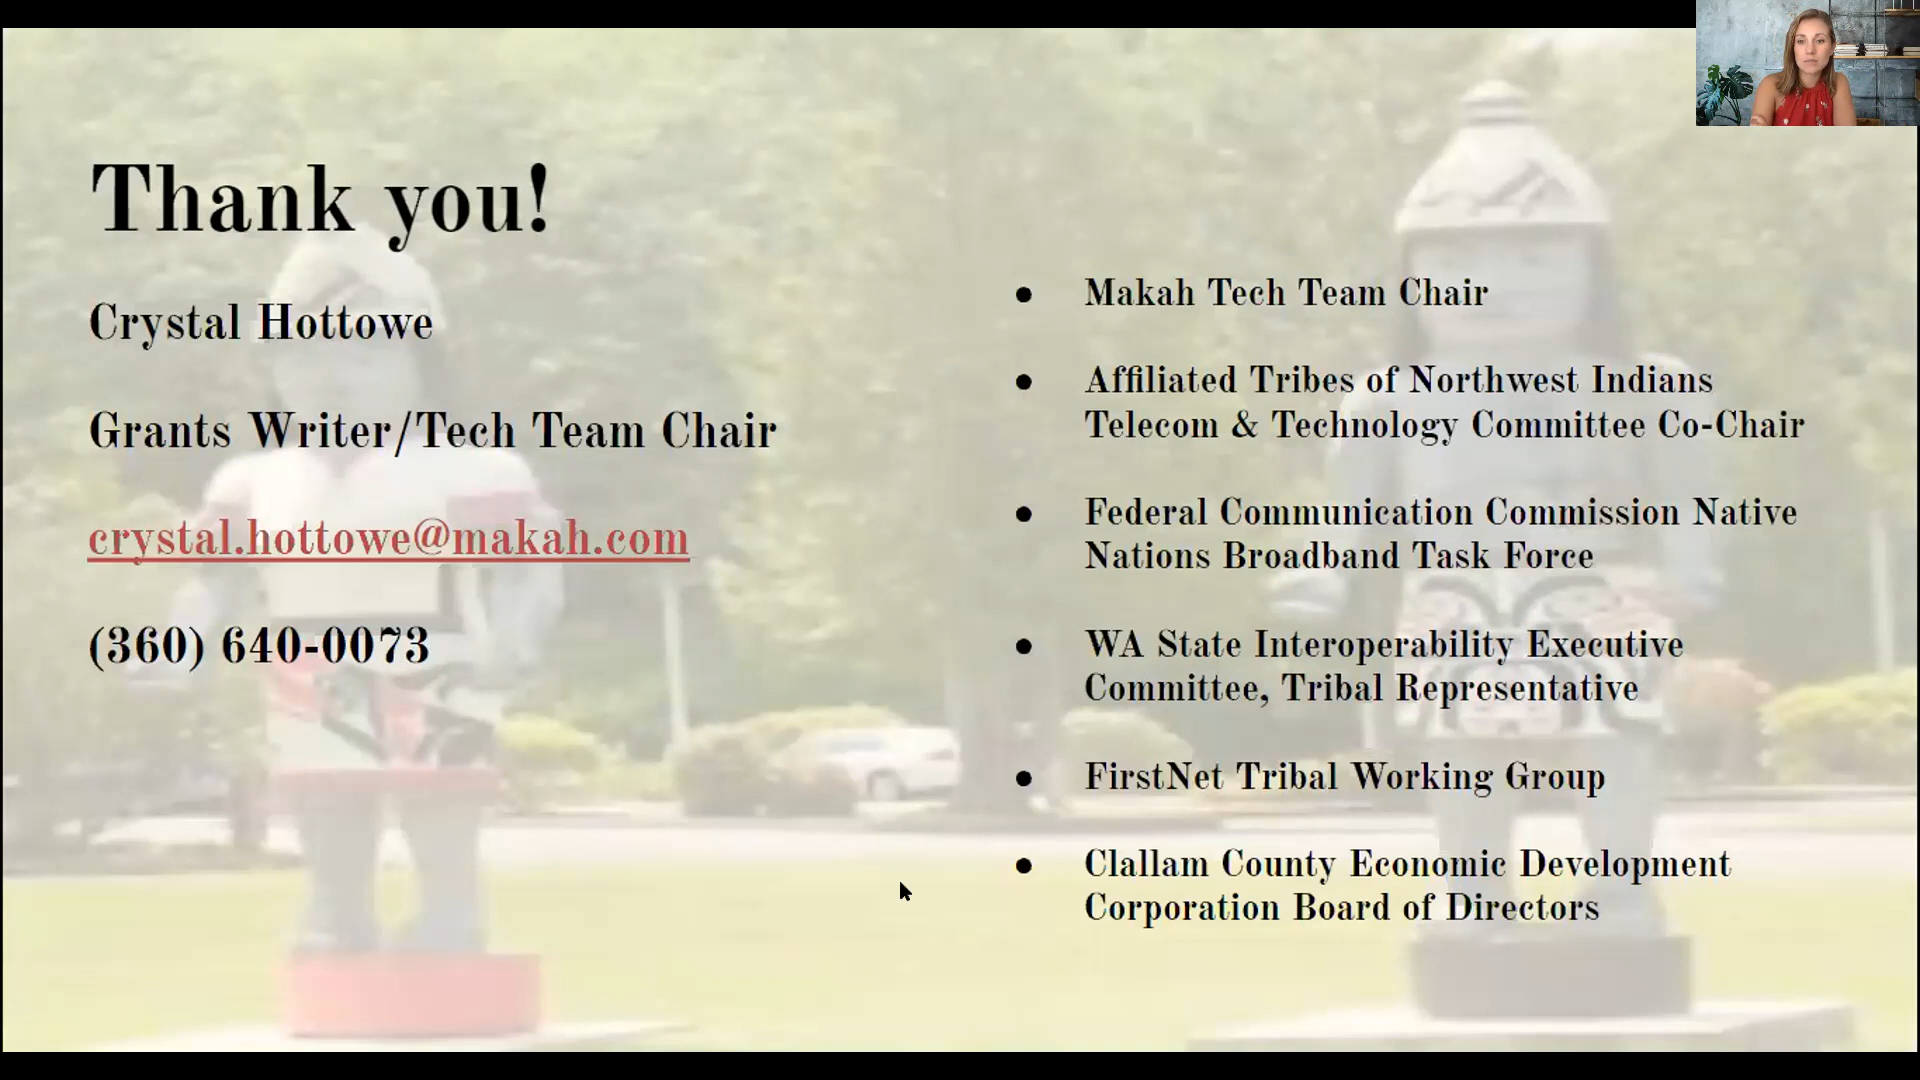 Thank you!
Crystal Hottowe
Grants Writer/Tech Team Chair
crystal.hottowe@makah.com
(360) 640-0073
● Makah Tech Team Chair
● Affiliated Tribes of Northwest Indians
Telecom & Technology Committee Co-Chair
● Federal Communication Commission Native
Nations Broadband Task Force
● WA State Interoperability Executive
Committee, Tribal Representative
● FirstNet Tribal Working Group
● Clallam County Economic Development
Corporation Board of Directors